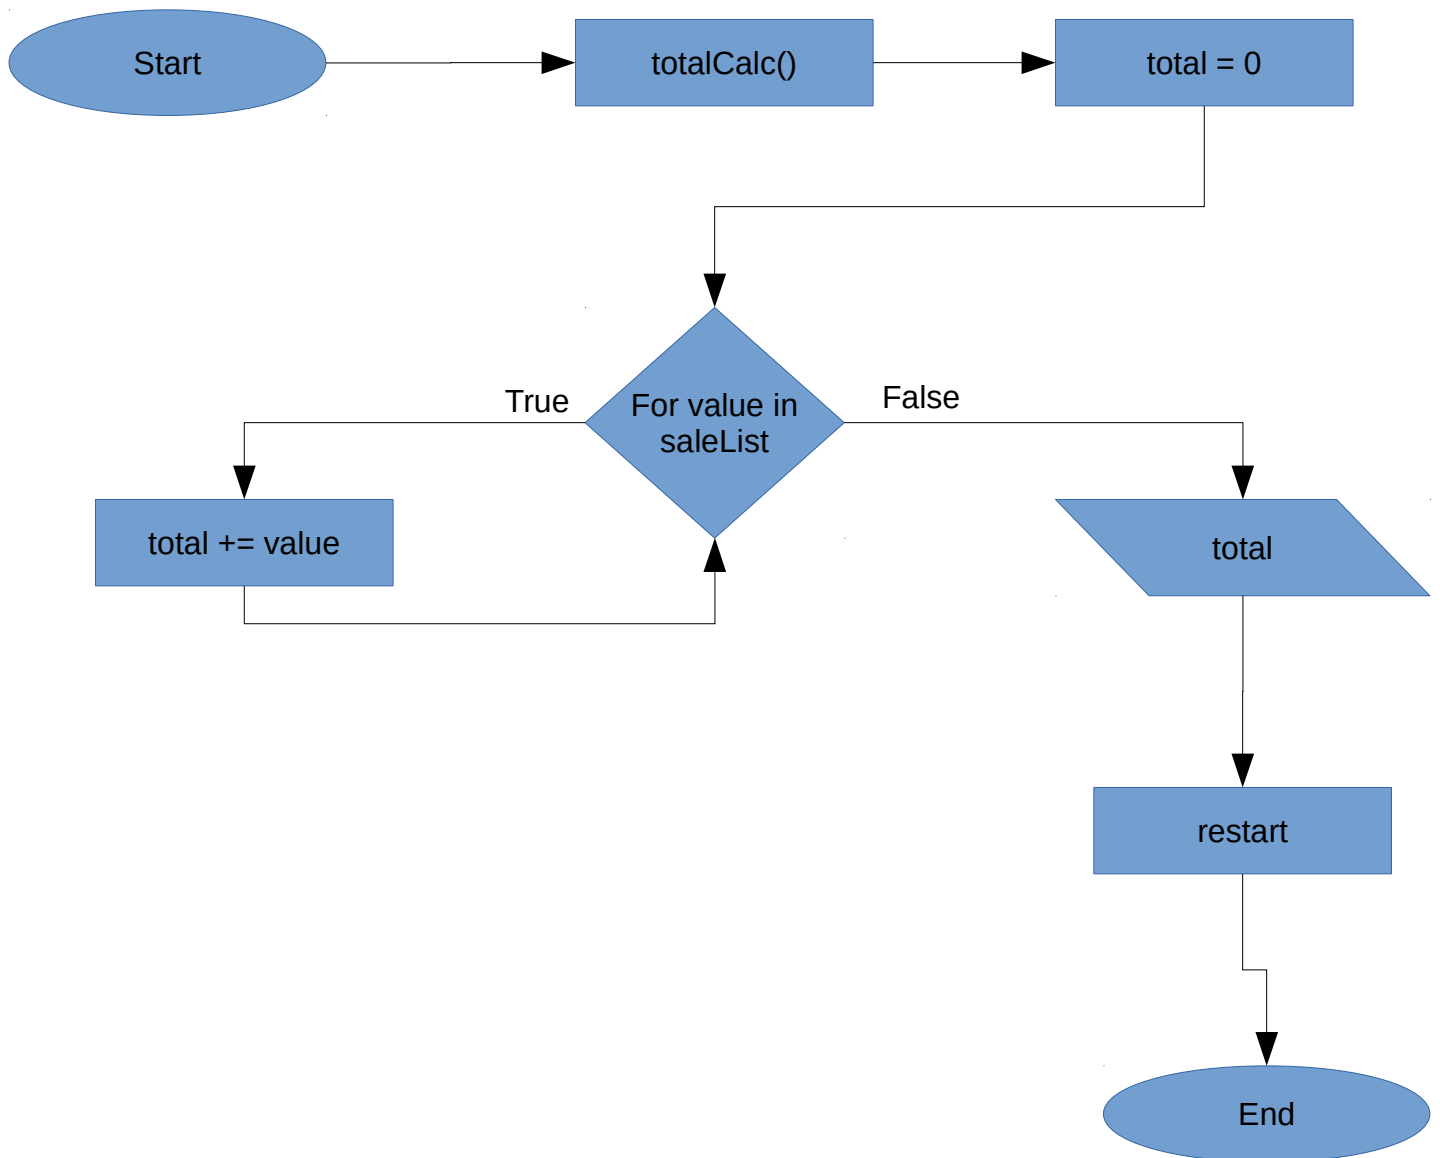 Start
totalCalc()
total = 0
True
For value in
saleList
False
total += value
total
restart
End